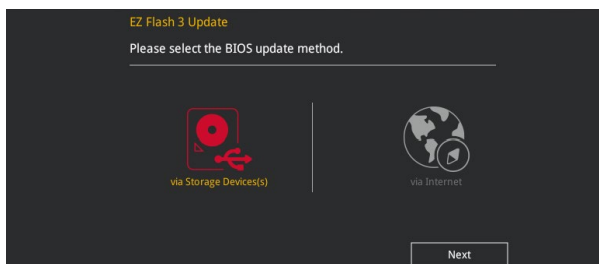 EZ Flash 3 Update
Please select the BIOS update method.
via Storage Devices(s)
via Internet
Next